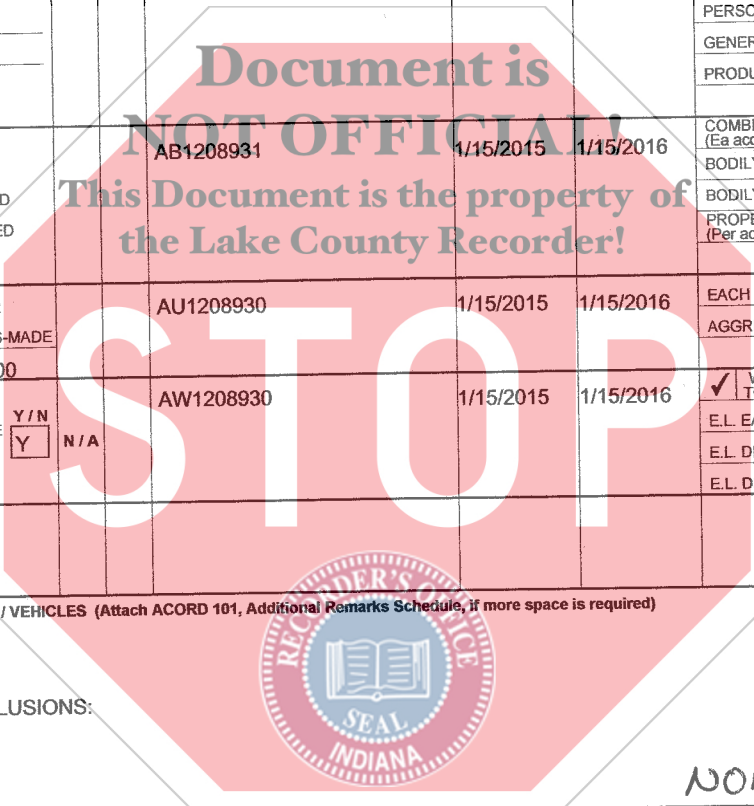 PERSO
GENER
PRODU
Document is
NOT OFFICIAL!
This Document is the property of
the Lake County Recorder!
AB1208931 1/15/2015 1/15/2016
COMBI
(Ea acc
BODILY
BODILY
PROPE
(Per ac
D
ED
AU1208930 1/15/2015 1/15/2016
EACH
AGGR
S-MADE
00
AW1208930 1/15/2015 1/15/2016
Y / N
Y
N / A
E.L. EA
E.L. DI
E.L. D
STOP
/ VEHICLES (Attach ACORD 101, Additional Remarks Schedule, if more space is required)
RECORDER'S OFFICE
SEAL
INDIANA
LUSIONS: